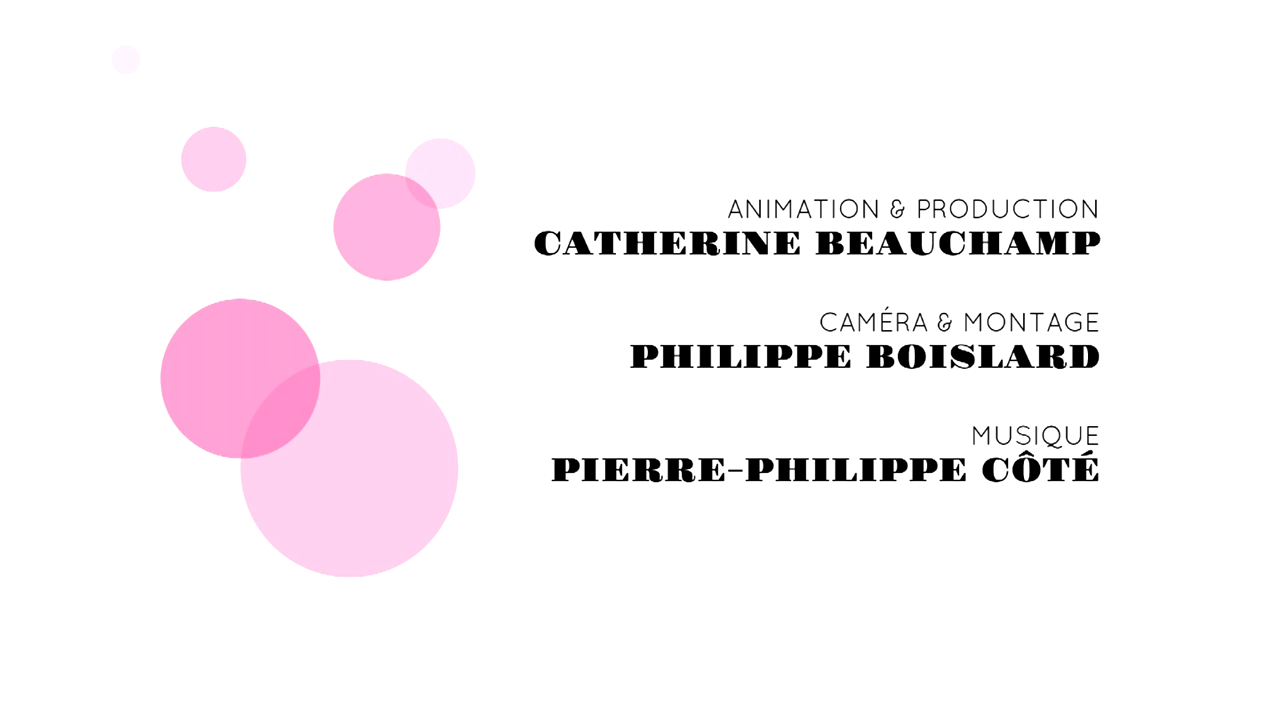 ANIMATION & PRODUCTION
CATHERINE BEAUCHAMP
CAMÉRA & MONTAGE
PHILIPPE BOISLARD
MUSIQUE
PIERRE-PHILIPPE CÔTÉ